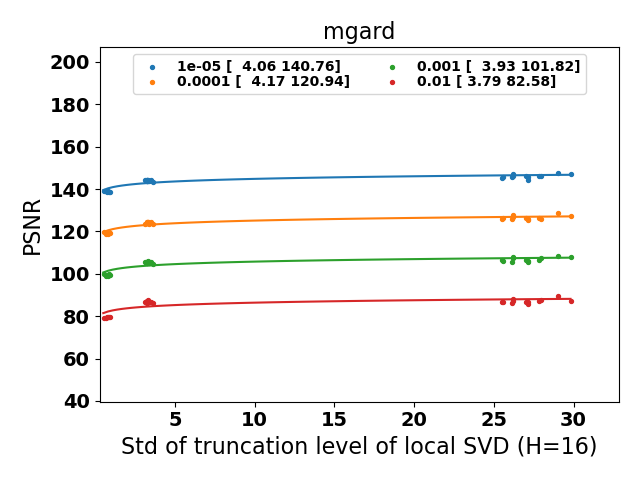 mgard
1e-05 [  4.06 140.76]
0.0001 [  4.17 120.94]
0.001 [  3.93 101.82]
0.01 [ 3.79 82.58]
200
180
160
140
120
100
80
60
40
PSNR
5 10 15 20 25 30
Std of truncation level of local SVD (H=16)